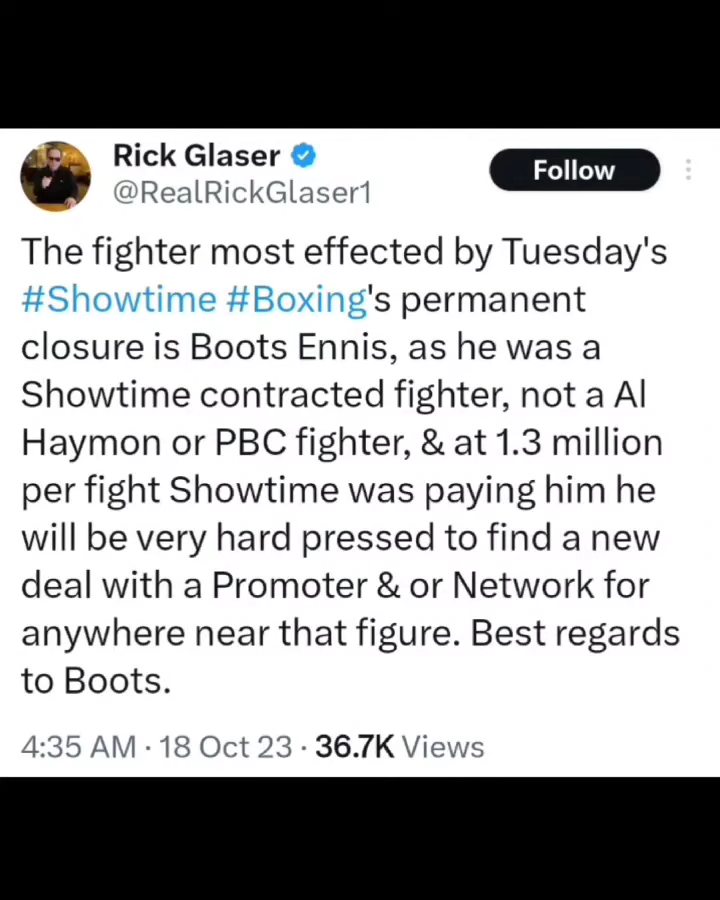 Rick Glaser
@RealRickGlaser1
Follow
The fighter most effected by Tuesday's
#Showtime #Boxing's permanent
closure is Boots Ennis, as he was a
Showtime contracted fighter, not a Al
Haymon or PBC fighter, & at 1.3 million
per fight Showtime was paying him he
will be very hard pressed to find a new
deal with a Promoter & or Network for
anywhere near that figure. Best regards
to Boots.
4:35 AM · 18 Oct 23 · 36.7K Views